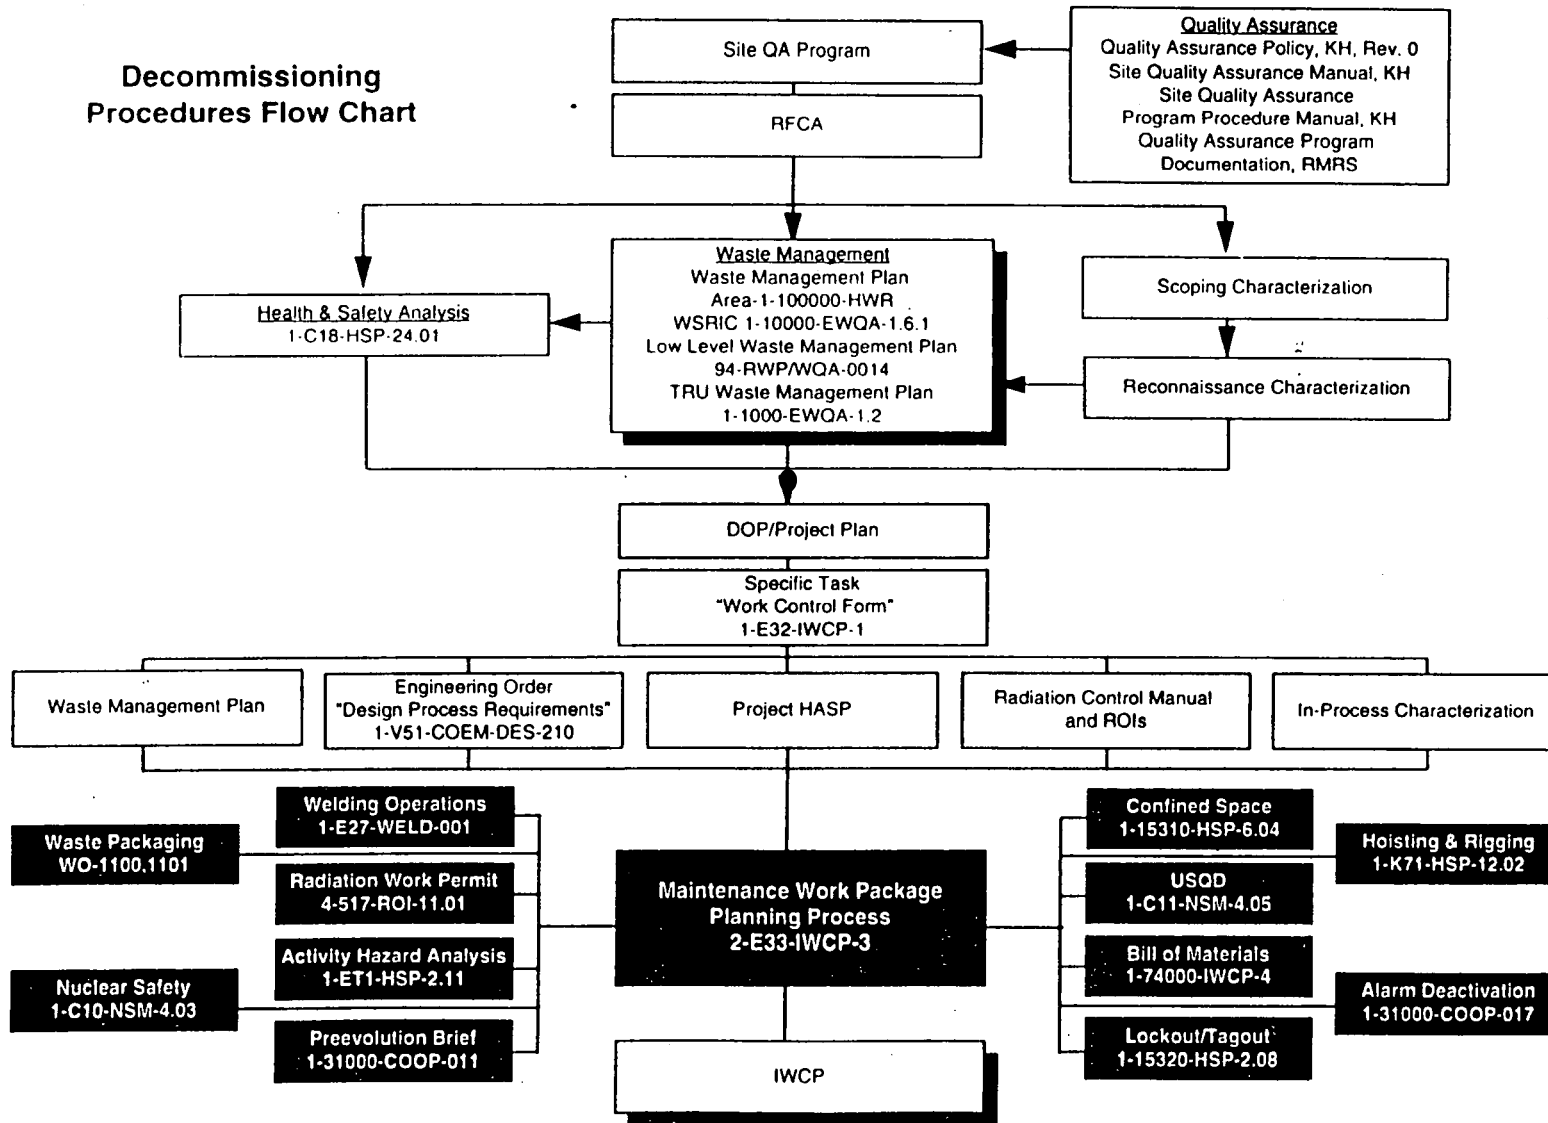 Decommissioning
Procedures Flow Chart
Site QA Program
RFCA
Quality Assurance
Quality Assurance Policy, KH, Rev. 0
Site Quality Assurance Manual, KH
Site Quality Assurance
Program Procedure Manual, KH
Quality Assurance Program
Documentation, RMRS
Health & Safety Analysis
1-C18-HSP-24.01
Waste Management
Waste Management Plan
Area-1-100000-HWR
WSRIC 1-10000-EWQA-1.6.1
Low Level Waste Management Plan
94-RWP/WQA-0014
TRU Waste Management Plan
1-1000-EWQA-1.2
Scoping Characterization
Reconnaissance Characterization
DOP/Project Plan
Specific Task
"Work Control Form"
1-E32-IWCP-1
Waste Management Plan
Engineering Order
"Design Process Requirements"
1-V51-COEM-DES-210
Project HASP
Radiation Control Manual
and ROIs
In-Process Characterization
Welding Operations
1-E27-WELD-001
Waste Packaging
WO-1100,1101
Radiation Work Permit
4-517-ROI-11.01
Activity Hazard Analysis
1-ET1-HSP-2.11
Nuclear Safety
1-C10-NSM-4.03
Preevolution Brief
1-31000-COOP-011
Maintenance Work Package
Planning Process
2-E33-IWCP-3
IWCP
Confined Space
1-15310-HSP-6.04
Hoisting & Rigging
1-K71-HSP-12.02
USQD
1-C11-NSM-4.05
Bill of Materials
1-74000-IWCP-4
Alarm Deactivation
1-31000-COOP-017
Lockout/Tagout
1-15320-HSP-2.08